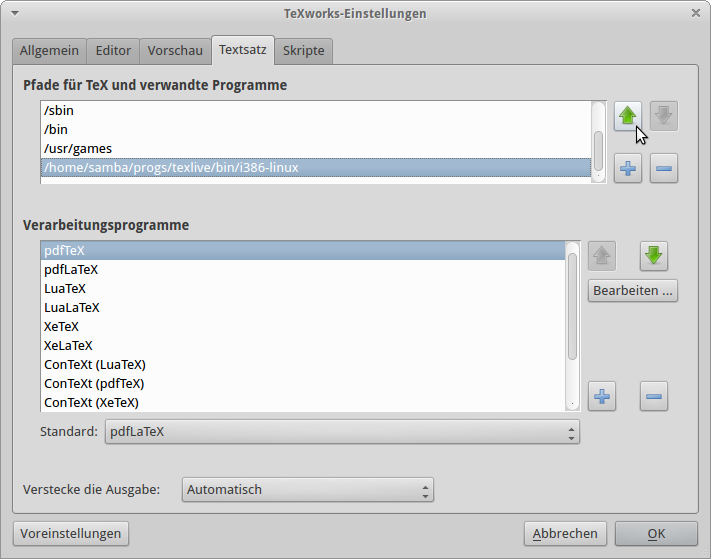 TeXworks-Einstellungen
Allgemein Editor Vorschau Textsatz Skripte
Pfade für TeX und verwandte Programme
/sbin
/bin
/usr/games
/home/samba/progs/texlive/bin/i386-linux
Verarbeitungsprogramme
pdfTeX
pdfLaTeX
LuaTeX
LuaLaTeX
XeTeX
XeLaTeX
ConTeXt (LuaTeX)
ConTeXt (pdfTeX)
ConTeXt (XeTeX)
Bearbeiten ...
Standard: pdfLaTeX
Verstecke die Ausgabe: Automatisch
Voreinstellungen Abbrechen OK